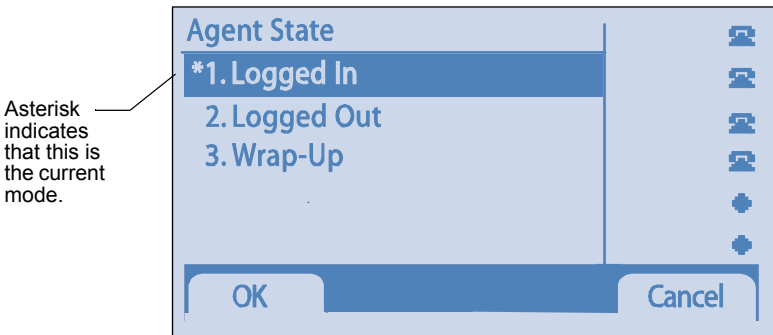 Agent State
*1. Logged In
2. Logged Out
3. Wrap-Up
OK
Cancel
Asterisk
indicates
that this is
the current
mode.